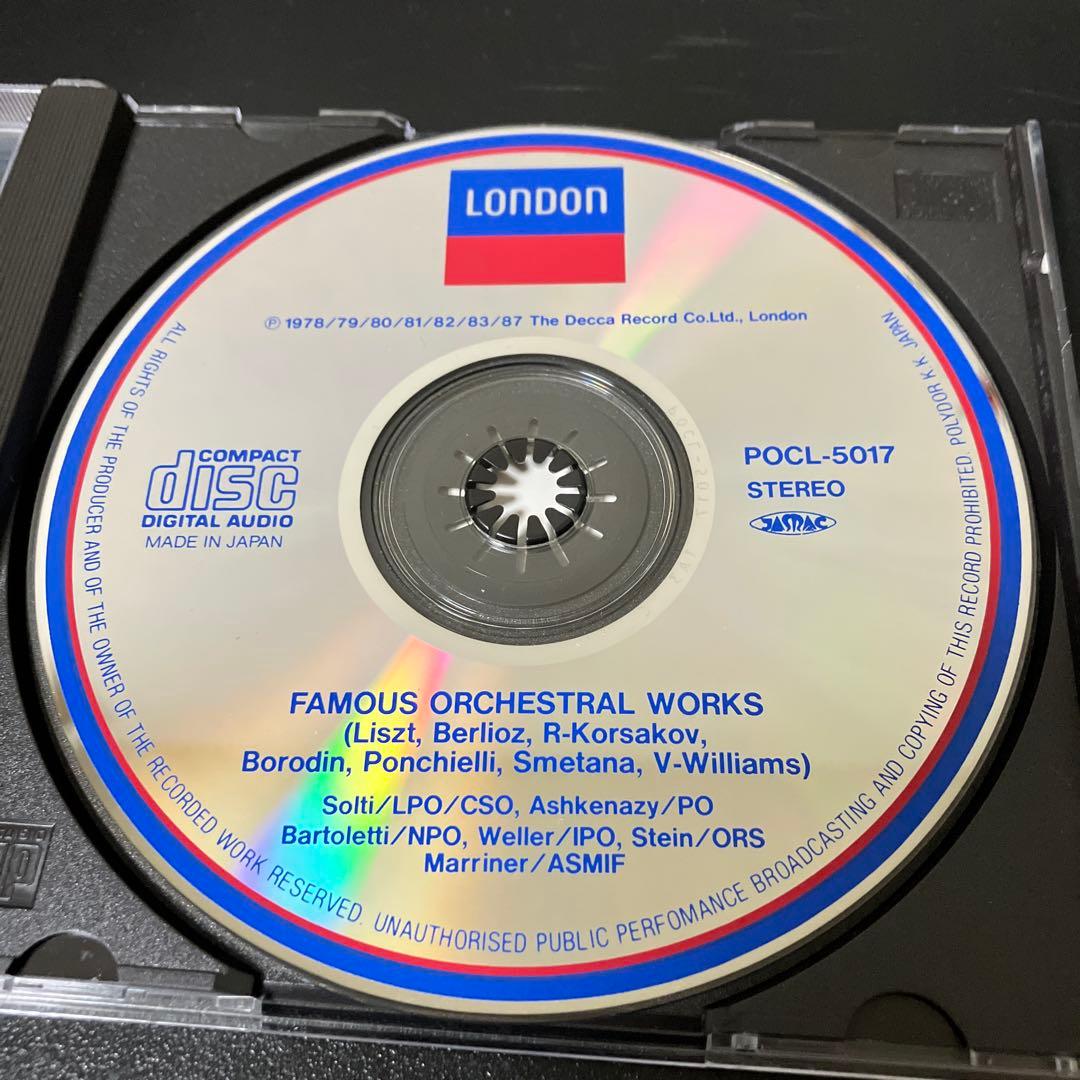 LONDON
℗ 1978/79/80/81/82/83/87 The Decca Record Co.Ltd., London
COMPACT
disc
DIGITAL AUDIO
MADE IN JAPAN
POCL-5017
STEREO
JASRAC
FAMOUS ORCHESTRAL WORKS
(Liszt, Berlioz, R-Korsakov,
Borodin, Ponchielli, Smetana, V-Williams)
Solti/LPO/CSO, Ashkenazy/PO
Bartoletti/NPO, Weller/IPO, Stein/ORS
Marriner/ASMIF
ALL RIGHTS OF THE PRODUCER AND OF THE OWNER OF THE RECORDED WORK RESERVED. UNAUTHORISED PUBLIC PERFOMANCE BROADCASTING AND COPYING OF THIS RECORD PROHIBITED. POLYDOR K.K. JAPAN